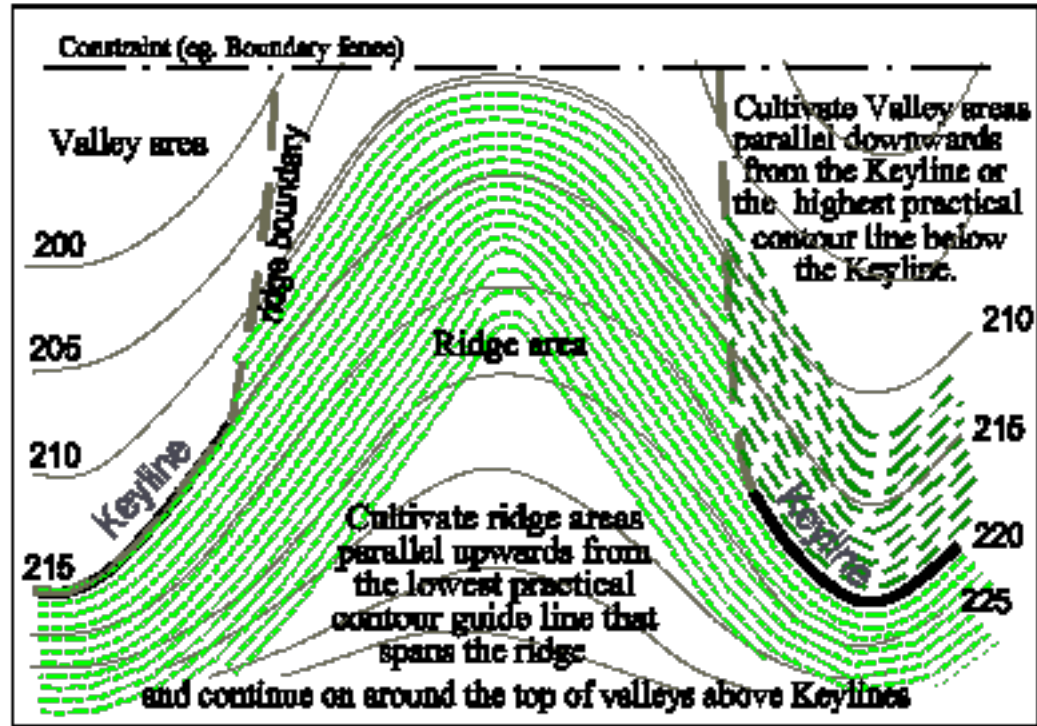 Constraint (eg. Boundary fence)
Valley area
ridge boundary
200
205
210
Keyline
215
Cultivate Valley areas
parallel downwards
from the Keyline or
the highest practical
contour line below
the Keyline.
210
215
Keyline
220
225
Ridge area
Cultivate ridge areas
parallel upwards from
the lowest practical
contour guide line that
spans the ridge
and continue on around the top of valleys above Keylines